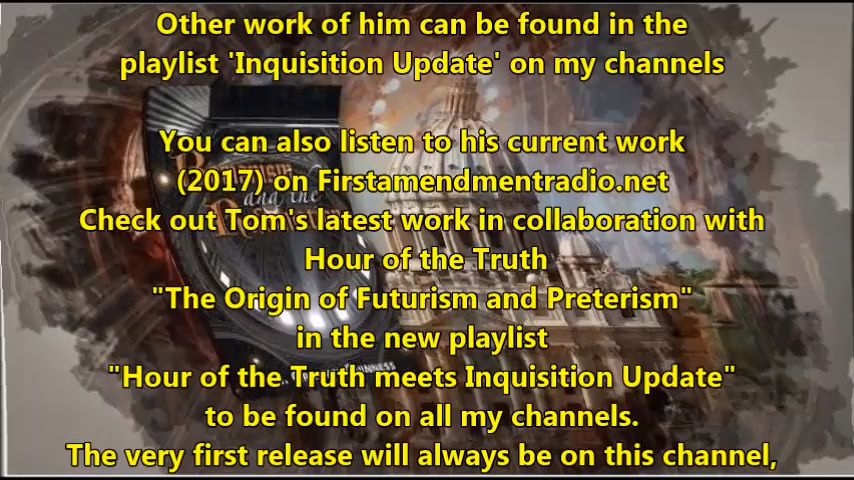 Other work of him can be found in the
playlist 'Inquisition Update' on my channels
You can also listen to his current work
(2017) on Firstamendmentradio.net
Check out Tom's latest work in collaboration with
Hour of the Truth
"The Origin of Futurism and Preterism"
in the new playlist
"Hour of the Truth meets Inquisition Update"
to be found on all my channels.
The very first release will always be on this channel,
and the